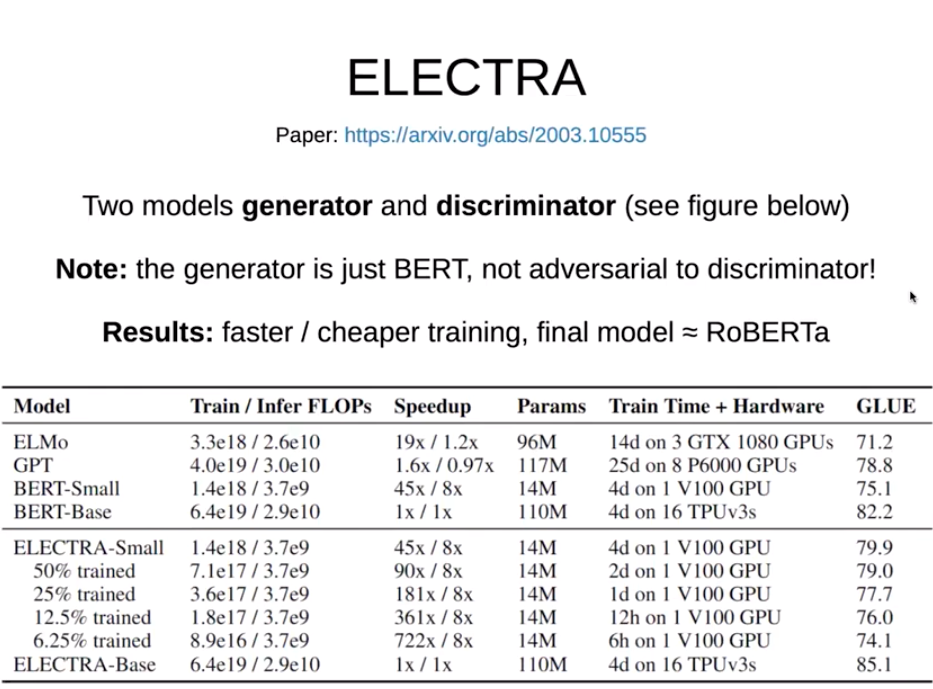 ELECTRA
Paper: https://arxiv.org/abs/2003.10555
Two models generator and discriminator (see figure below)
Note: the generator is just BERT, not adversarial to discriminator!
Results: faster / cheaper training, final model ≈ RoBERTa
Model Train / Infer FLOPs Speedup Params Train Time + Hardware GLUE
ELMo 3.3e18 / 2.6e10 19x / 1.2x 96M 14d on 3 GTX 1080 GPUs 71.2
GPT 4.0e19 / 3.0e10 1.6x / 0.97x 117M 25d on 8 P6000 GPUs 78.8
BERT-Small 1.4e18 / 3.7e9 45x / 8x 14M 4d on 1 V100 GPU 75.1
BERT-Base 6.4e19 / 2.9e10 1x / 1x 110M 4d on 16 TPUv3s 82.2
ELECTRA-Small 1.4e18 / 3.7e9 45x / 8x 14M 4d on 1 V100 GPU 79.9
50% trained 7.1e17 / 3.7e9 90x / 8x 14M 2d on 1 V100 GPU 79.0
25% trained 3.6e17 / 3.7e9 181x / 8x 14M 1d on 1 V100 GPU 77.7
12.5% trained 1.8e17 / 3.7e9 361x / 8x 14M 12h on 1 V100 GPU 76.0
6.25% trained 8.9e16 / 3.7e9 722x / 8x 14M 6h on 1 V100 GPU 74.1
ELECTRA-Base 6.4e19 / 2.9e10 1x / 1x 110M 4d on 16 TPUv3s 85.1